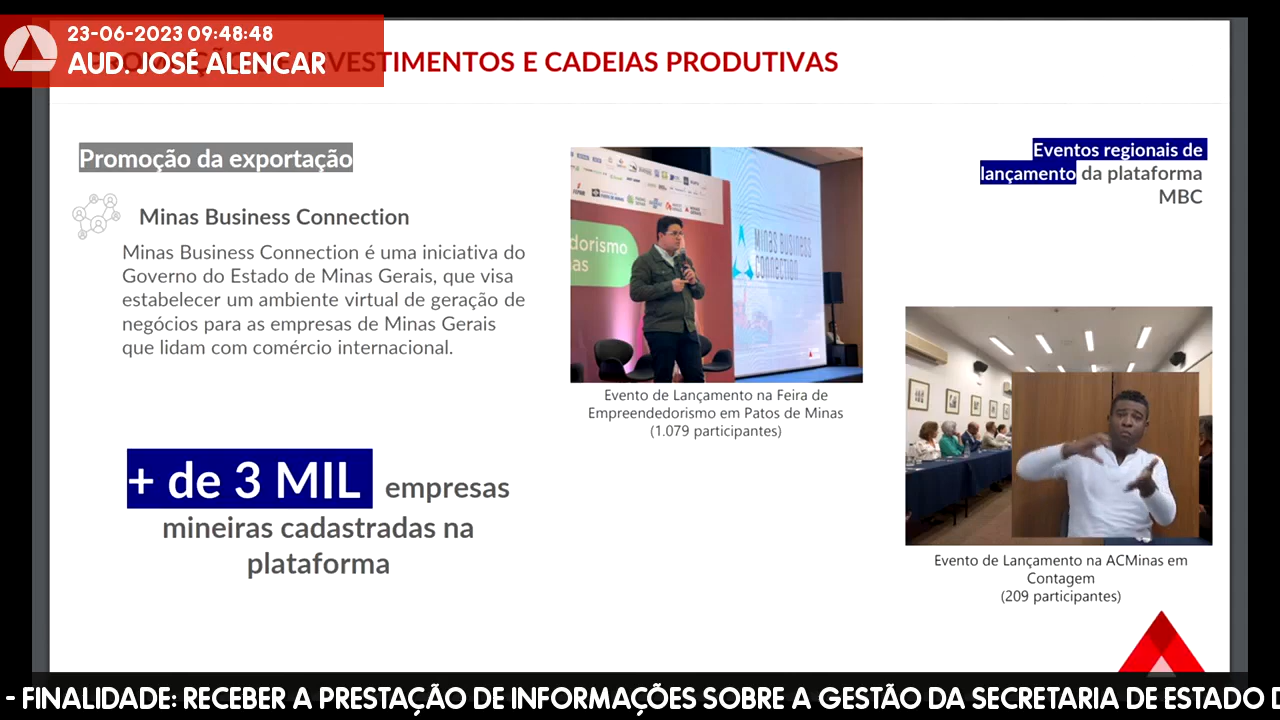 23-06-2023 09:48:48
AUD. JOSÉ ALENCAR
VESTIMENTOS E CADEIAS PRODUTIVAS
Promoção da exportação
Minas Business Connection
Minas Business Connection é uma iniciativa do
Governo do Estado de Minas Gerais, que visa
estabelecer um ambiente virtual de geração de
negócios para as empresas de Minas Gerais
que lidam com comércio internacional.
+ de 3 MIL empresas
mineiras cadastradas na
plataforma
dorismo
as
MINAS BUSINESS
CONNECTION
Evento de Lançamento na Feira de
Empreendedorismo em Patos de Minas
(1.079 participantes)
Eventos regionais de
lançamento da plataforma
MBC
Evento de Lançamento na ACMinas em
Contagem
(209 participantes)
- FINALIDADE: RECEBER A PRESTAÇÃO DE INFORMAÇÕES SOBRE A GESTÃO DA SECRETARIA DE ESTADO D